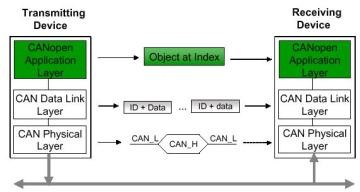 Transmitting
Device
Receiving
Device
CANopen
Application
Layer
Object at Index
CANopen
Application
Layer
CAN Data Link
Layer
ID + Data ... ID + data
CAN Data Link
Layer
CAN Physical
Layer
CAN_L CAN_H CAN_L
CAN Physical
Layer